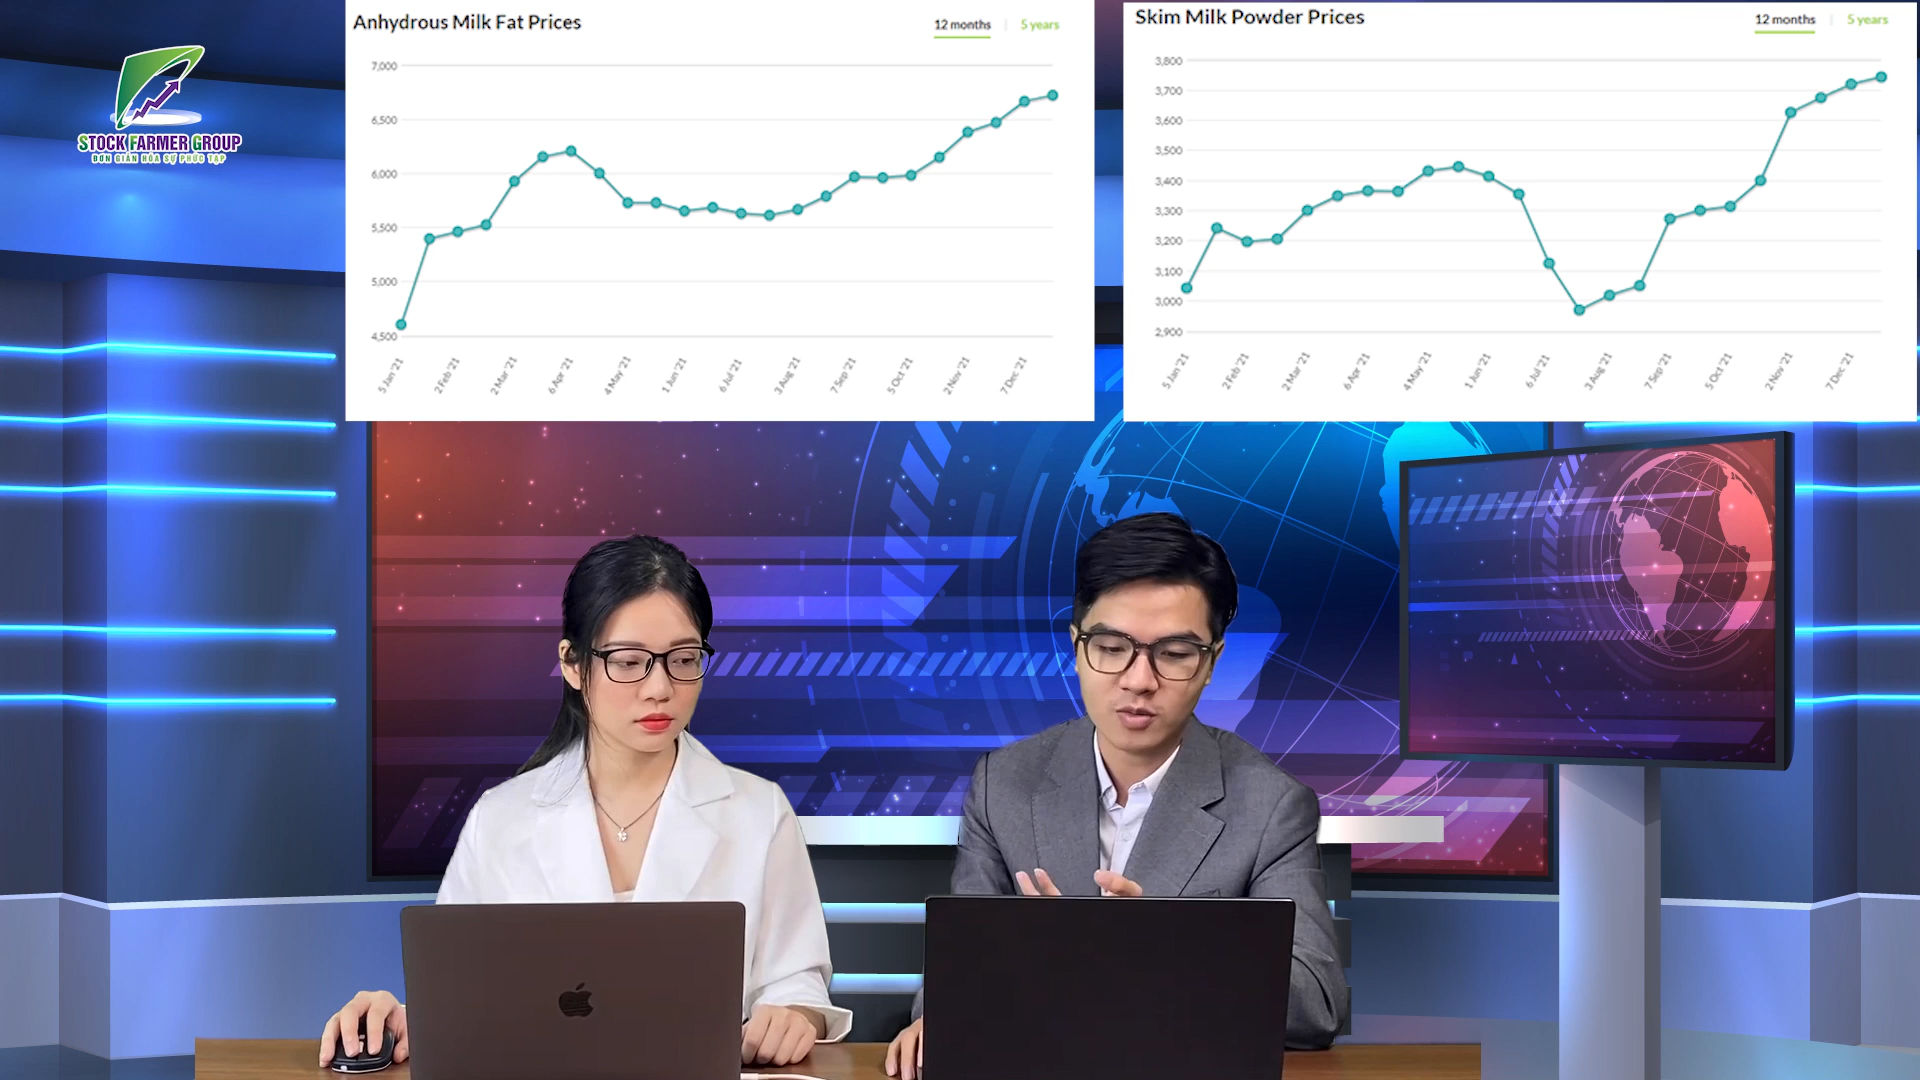 STOCK FARMER GROUP
ĐƠN GIẢN HÓA SỰ PHỨC TẠP
Anhydrous Milk Fat Prices
12 months | 5 years
7,000
6,500
6,000
5,500
5,000
4,500
5 Jan '21
2 Feb '21
2 Mar '21
6 Apr '21
4 May '21
1 Jun '21
6 Jul '21
3 Aug '21
7 Sep '21
5 Oct '21
2 Nov '21
7 Dec '21
Skim Milk Powder Prices
12 months | 5 years
3,800
3,700
3,600
3,500
3,400
3,300
3,200
3,100
3,000
2,900
5 Jan '21
2 Feb '21
2 Mar '21
6 Apr '21
4 May '21
1 Jun '21
6 Jul '21
3 Aug '21
7 Sep '21
5 Oct '21
2 Nov '21
7 Dec '21